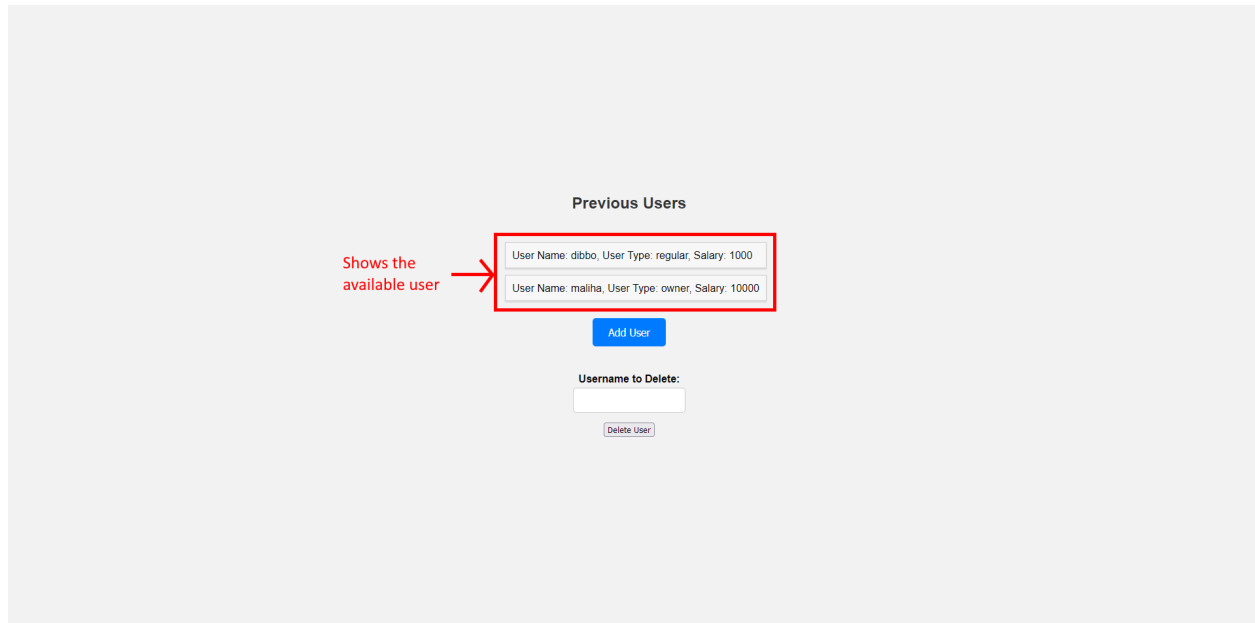 Previous Users
User Name: dibbo, User Type: regular, Salary: 1000
Shows the
available user
User Name: maliha, User Type: owner, Salary: 10000
Add User
Username to Delete:
Delete User